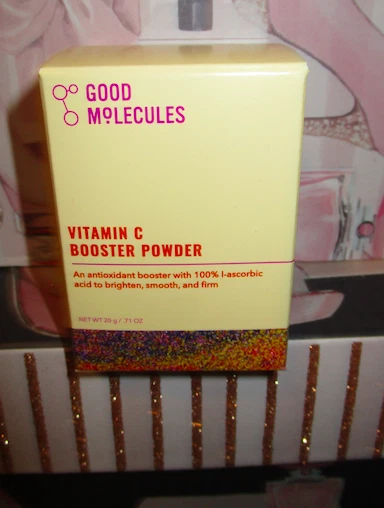 GOOD
MOLECULES
VITAMIN C
BOOSTER POWDER
An antioxidant booster with 100% l-ascorbic
acid to brighten, smooth, and firm
NET WT 20 g / .71 OZ